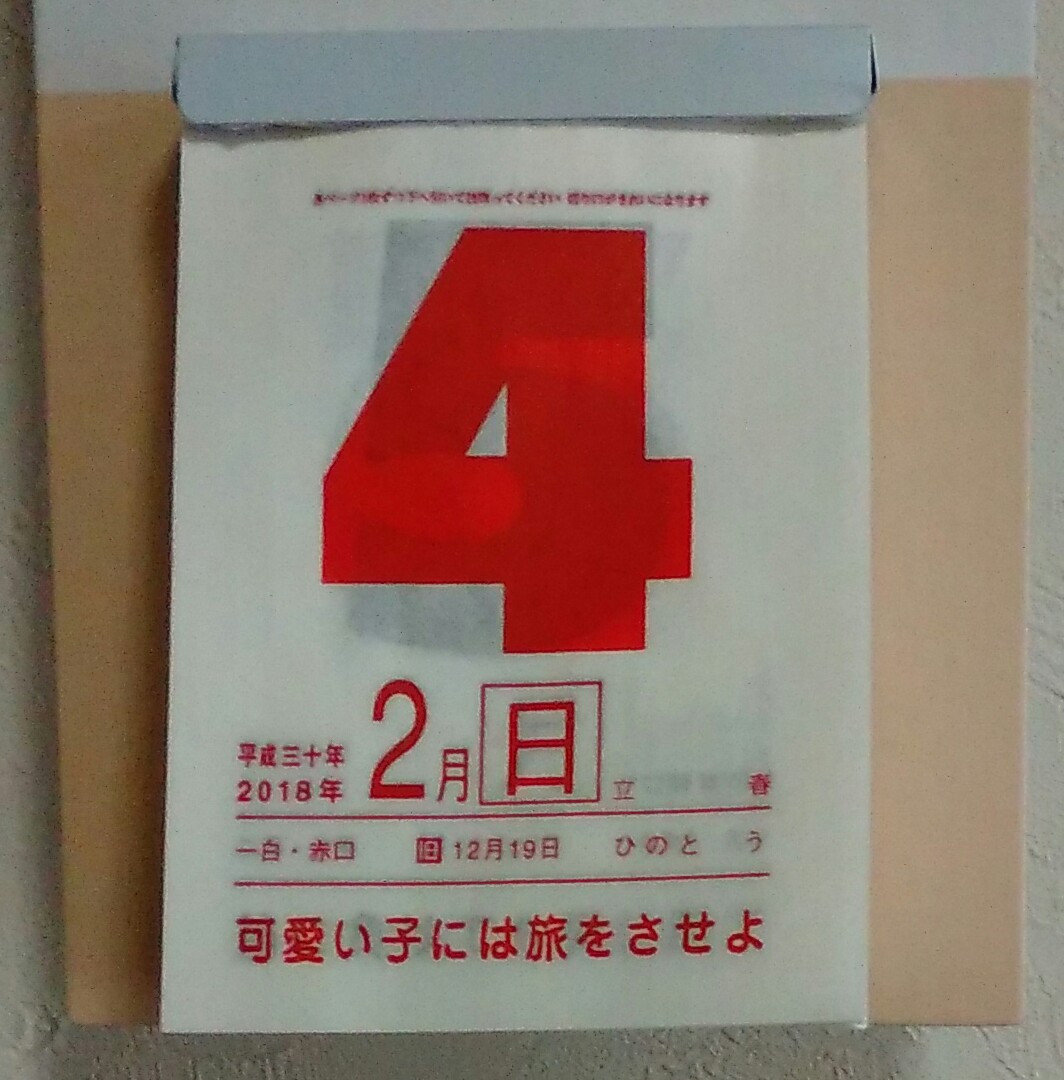 4
平成三十年
2018年
2月
日
立 春
一白・赤口 旧 12月19日 ひのと う
可愛い子には旅をさせよ